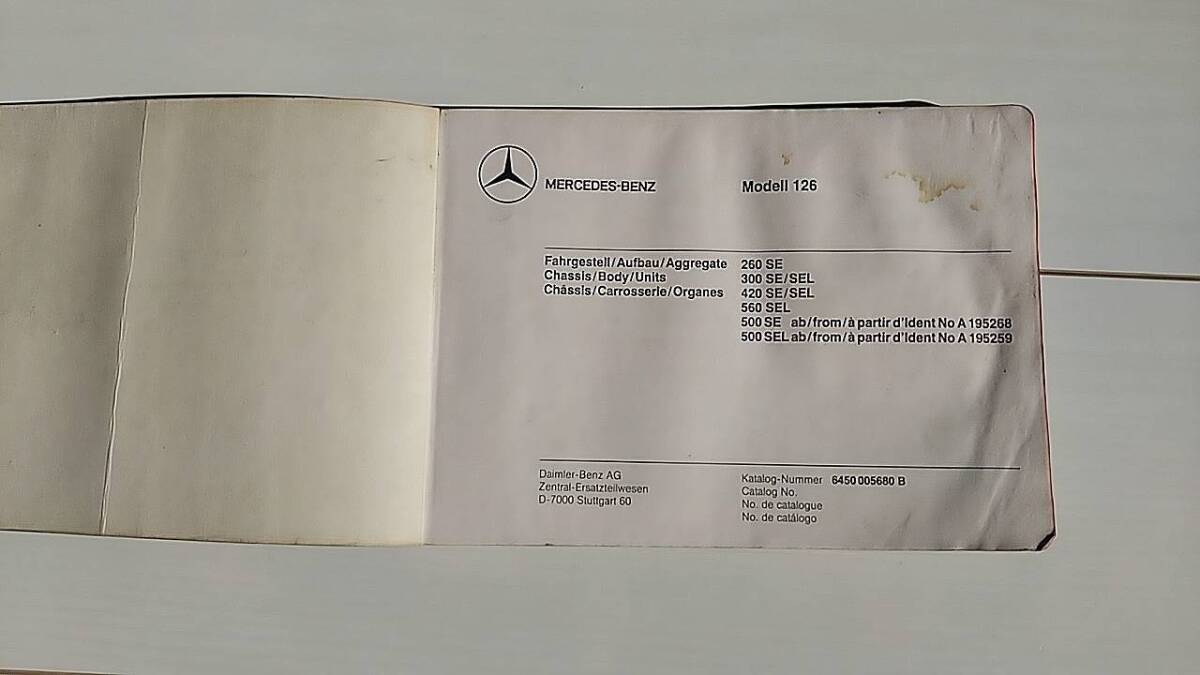 MERCEDES-BENZ Modell 126
Fahrgestell/Aufbau/Aggregate 260 SE
Chassis/Body/Units 300 SE/SEL
Châssis/Carrosserie/Organes 420 SE/SEL
560 SEL
500 SE ab/from/à partir d'Ident No A 195268
500 SEL ab/from/à partir d'Ident No A 195259
Daimler-Benz AG
Zentral-Ersatzteilwesen
D-7000 Stuttgart 60
Katalog-Nummer 6450 005680 B
Catalog No.
No. de catalogue
No. de catálogo